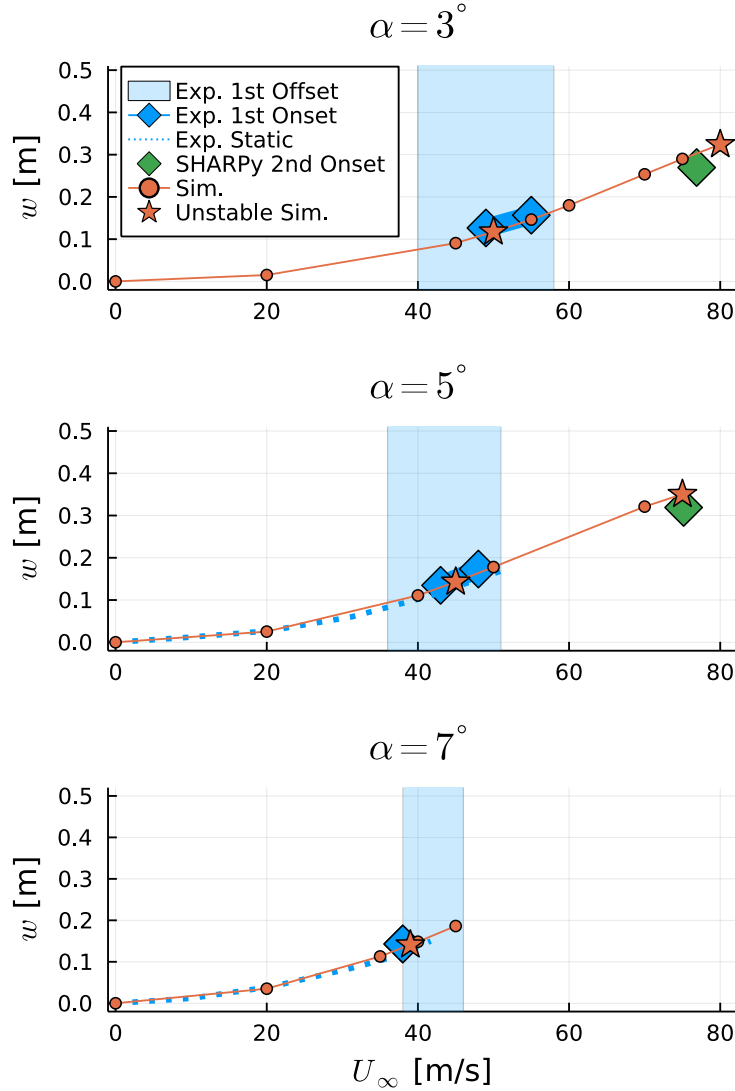 α = 3°
0.5
0.4
0.3
0.2
0.1
0.0
w [m]
Exp. 1st Offset
Exp. 1st Onset
Exp. Static
SHARPy 2nd Onset
Sim.
Unstable Sim.
0 20 40 60 80
α = 5°
0.5
0.4
0.3
0.2
0.1
0.0
w [m]
0 20 40 60 80
α = 7°
0.5
0.4
0.3
0.2
0.1
0.0
w [m]
0 20 40 60 80
U∞ [m/s]